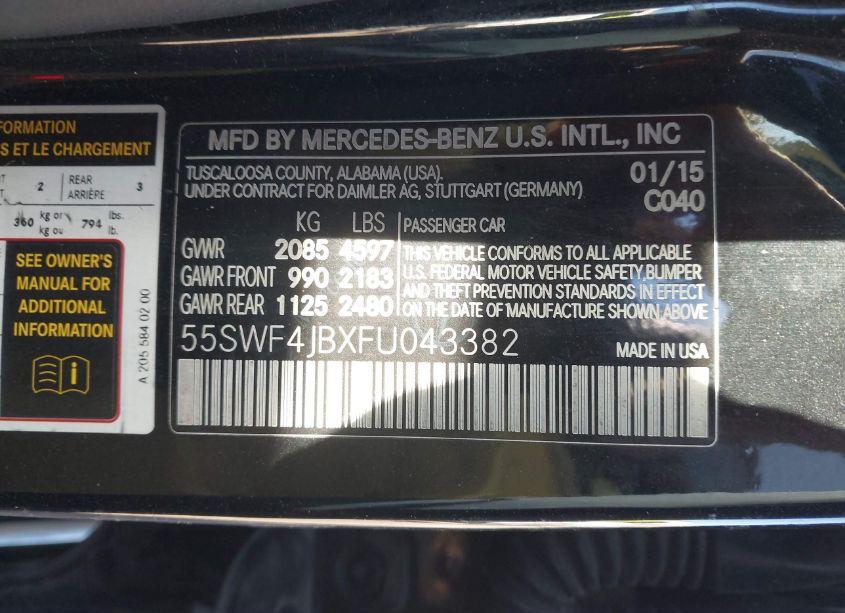 FORMATION
S ET LE CHARGEMENT
2 REAR ARRIÈRE 3
360 kg or kg ou 794 lbs. lb.
SEE OWNER'S
MANUAL FOR
ADDITIONAL
INFORMATION
A 205 584 02 00
MFD BY MERCEDES-BENZ U.S. INTL., INC
TUSCALOOSA COUNTY, ALABAMA (USA).
UNDER CONTRACT FOR DAIMLER AG, STUTTGART (GERMANY)
01/15
C040
KG LBS
GVWR 2085 4597
GAWR FRONT 990 2183
GAWR REAR 1125 2480
PASSENGER CAR
THIS VEHICLE CONFORMS TO ALL APPLICABLE
U.S. FEDERAL MOTOR VEHICLE SAFETY,BUMPER
AND THEFT PREVENTION STANDARDS IN EFFECT
ON THE DATE OF MANUFACTURE SHOWN ABOVE
55SWF4JBXFU043382
MADE IN USA